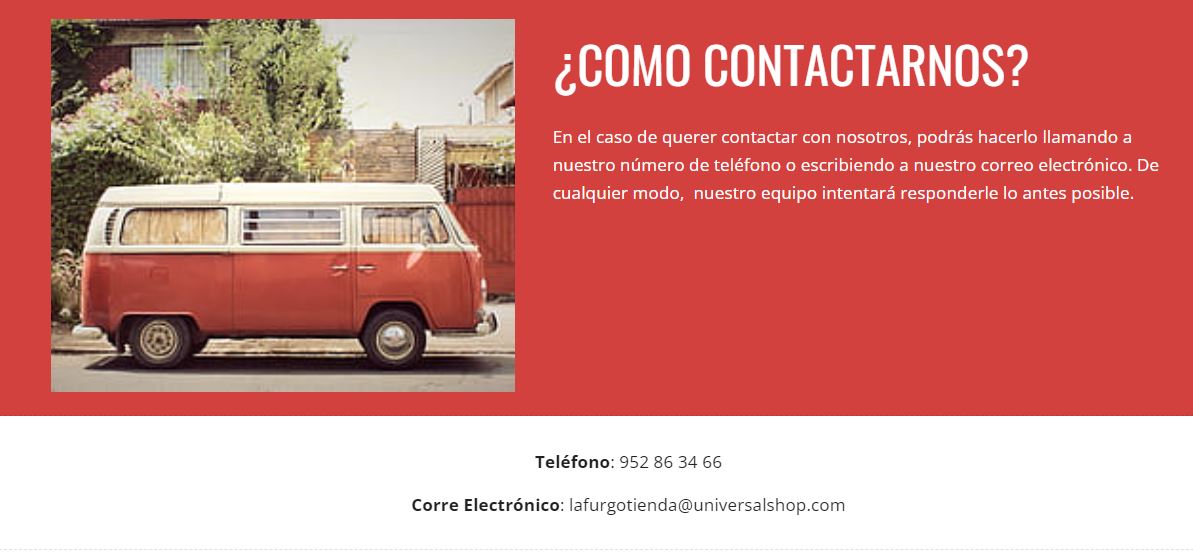 ¿COMO CONTACTARNOS?
En el caso de querer contactar con nosotros, podrás hacerlo llamando a
nuestro número de teléfono o escribiendo a nuestro correo electrónico. De
cualquier modo,  nuestro equipo intentará responderle lo antes posible.
Teléfono: 952 86 34 66
Corre Electrónico: lafurgotienda@universalshop.com